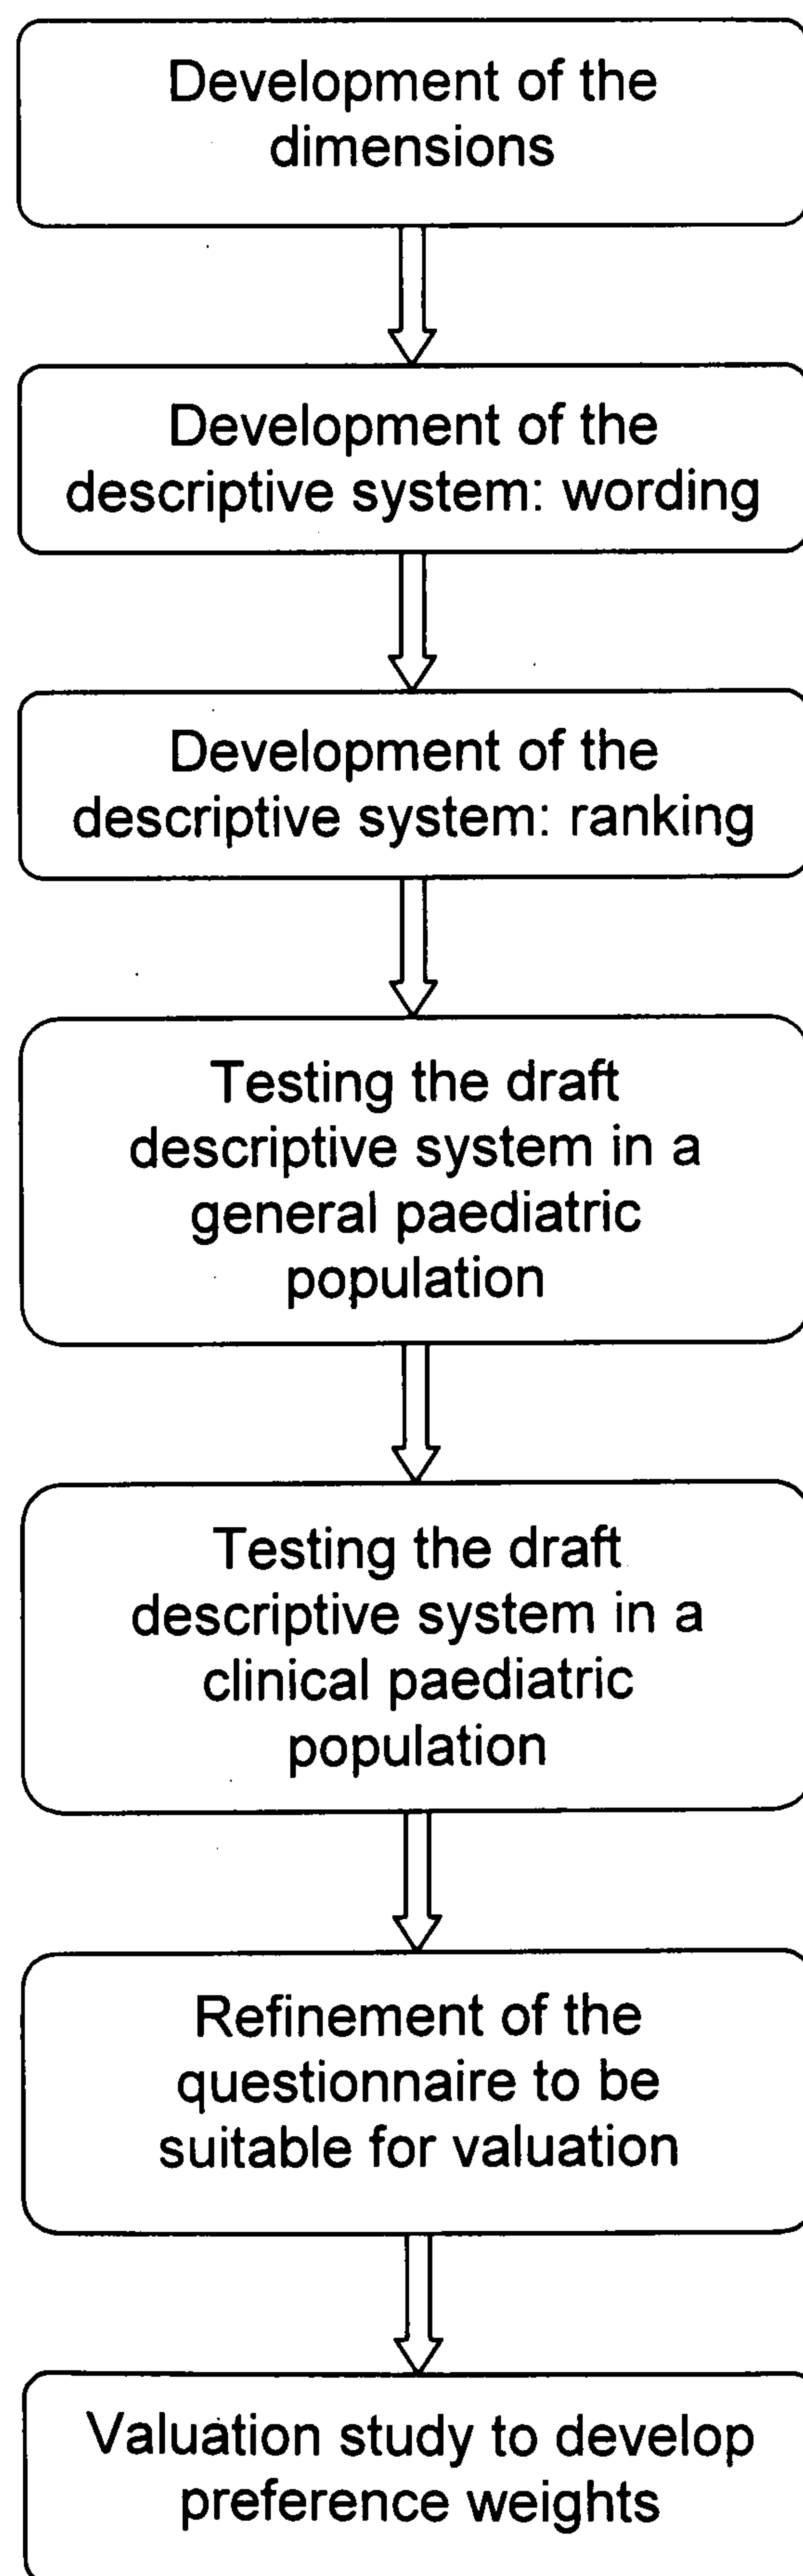 Development of the
dimensions
Development of the
descriptive system: wording
Development of the
descriptive system: ranking
Testing the draft
descriptive system in a
general paediatric
population
Testing the draft
descriptive system in a
clinical paediatric
population
Refinement of the
questionnaire to be
suitable for valuation
Valuation study to develop
preference weights